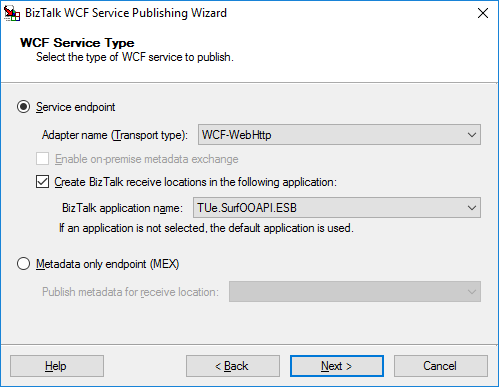 BizTalk WCF Service Publishing Wizard
WCF Service Type
Select the type of WCF service to publish.
Service endpoint
Adapter name (Transport type): WCF-WebHttp
Enable on-premise metadata exchange
Create BizTalk receive locations in the following application:
BizTalk application name: TUe.SurfOOAPI.ESB
If an application is not selected, the default application is used.
Metadata only endpoint (MEX)
Publish metadata for receive location:
Help < Back Next > Cancel